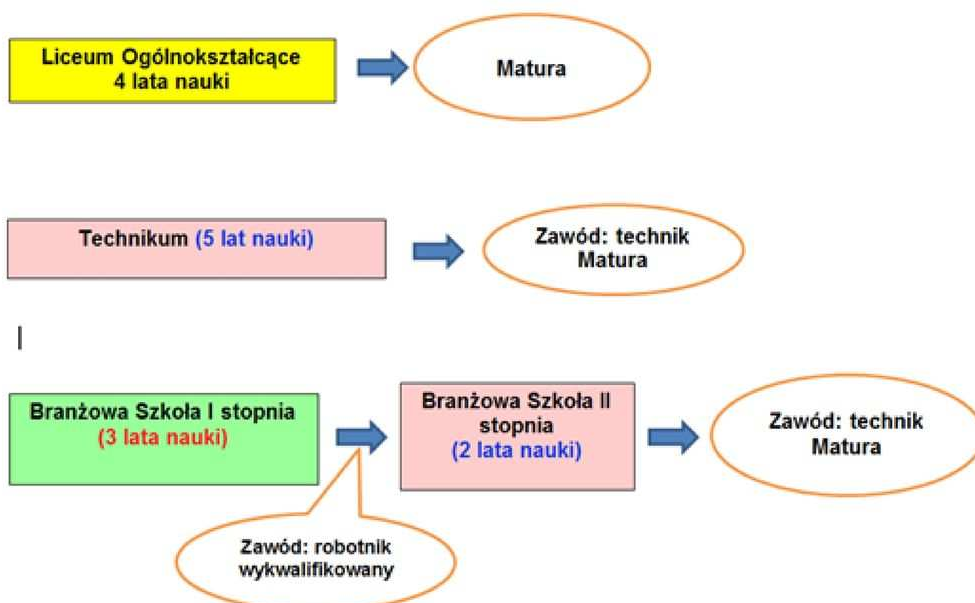 Liceum Ogólnokształcące
4 lata nauki
Matura
Technikum (5 lat nauki)
Zawód: technik
Matura
Branżowa Szkoła I stopnia
(3 lata nauki)
Branżowa Szkoła II
stopnia
(2 lata nauki)
Zawód: technik
Matura
Zawód: robotnik
wykwalifikowany